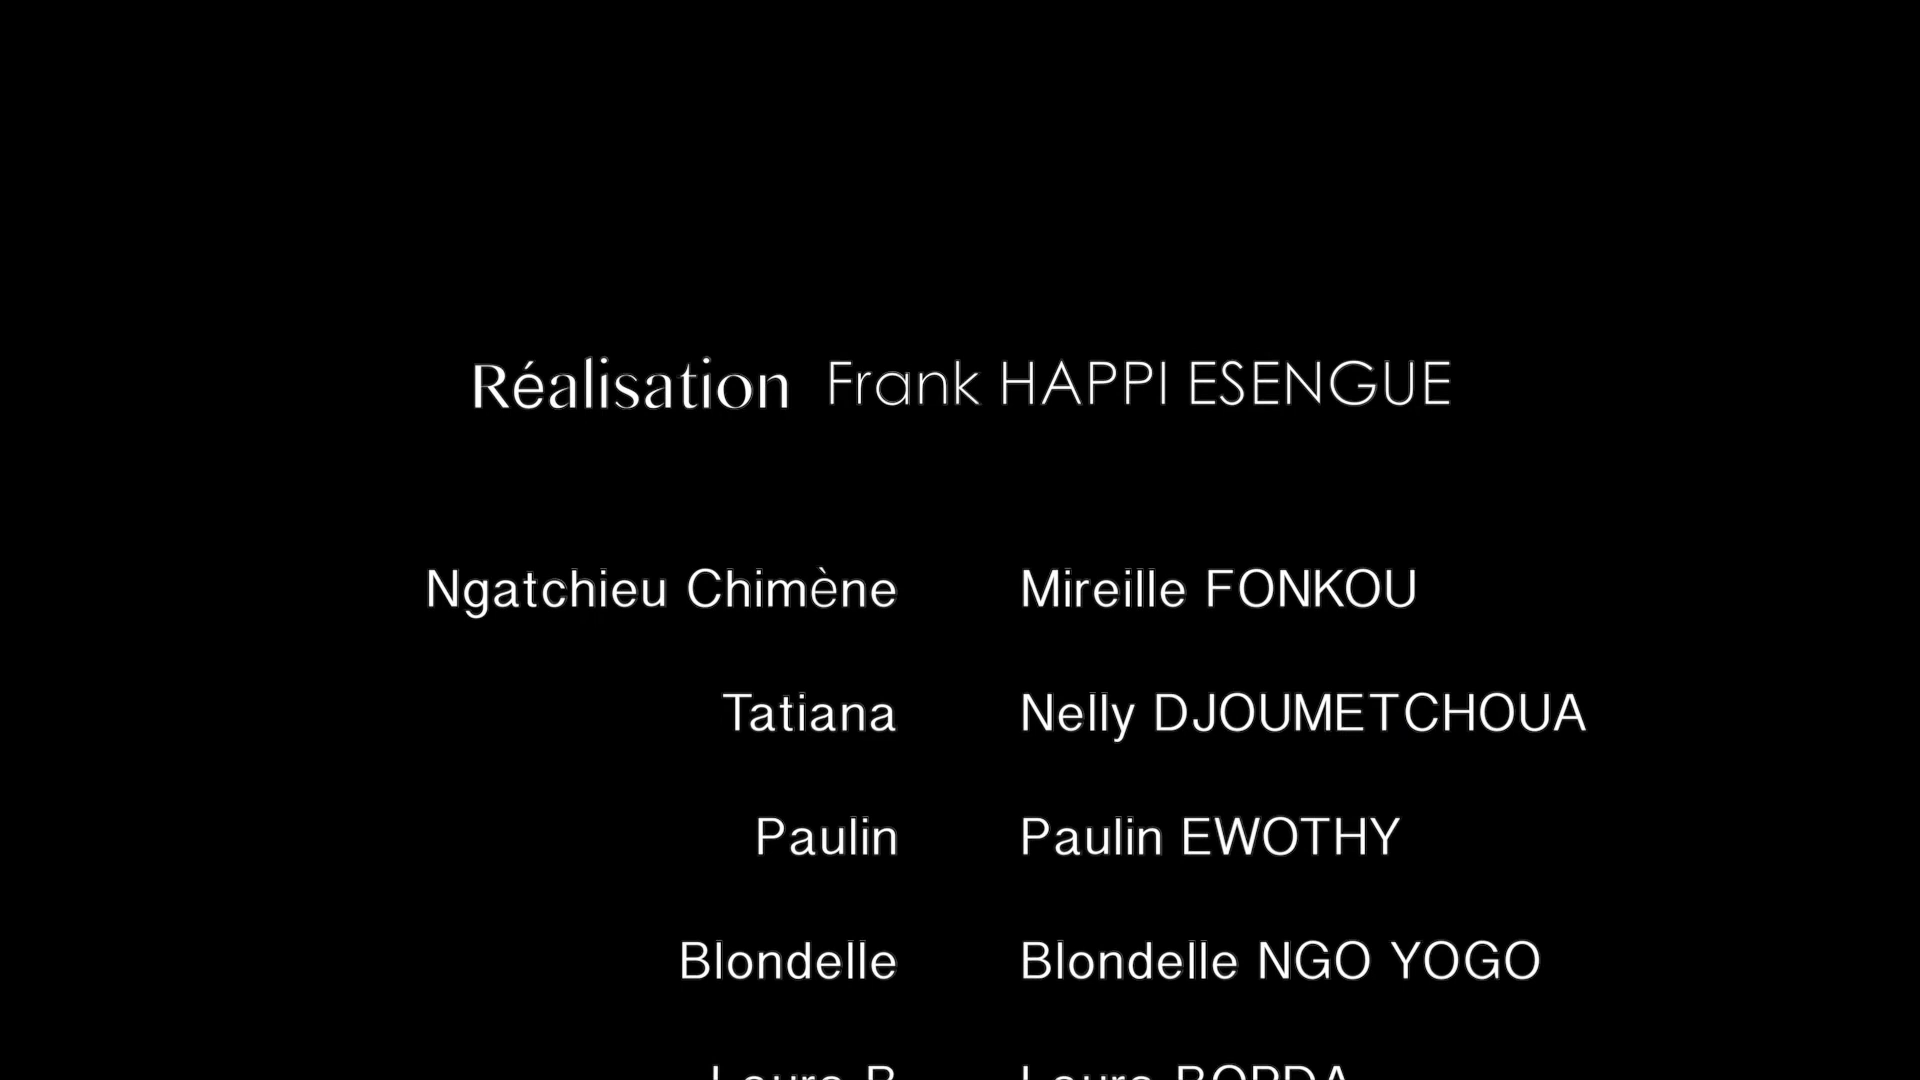 Réalisation Frank HAPPI ESENGUE
Ngatchieu Chimène Mireille FONKOU
Tatiana Nelly DJOUMETCHOUA
Paulin Paulin EWOTHY
Blondelle Blondelle NGO YOGO